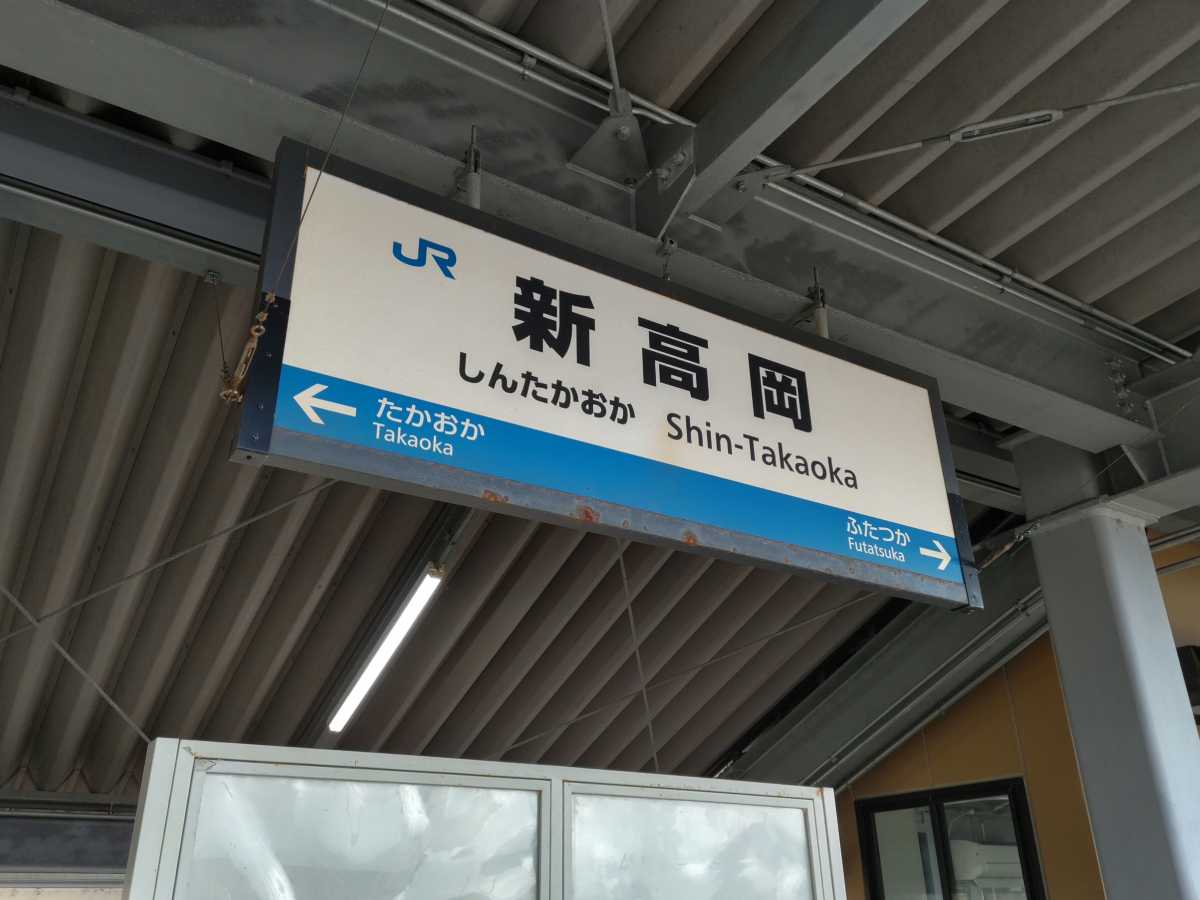 JR
新高岡
しんたかおか Shin-Takaoka
← たかおか
Takaoka
ふたつか →
Futatsuka